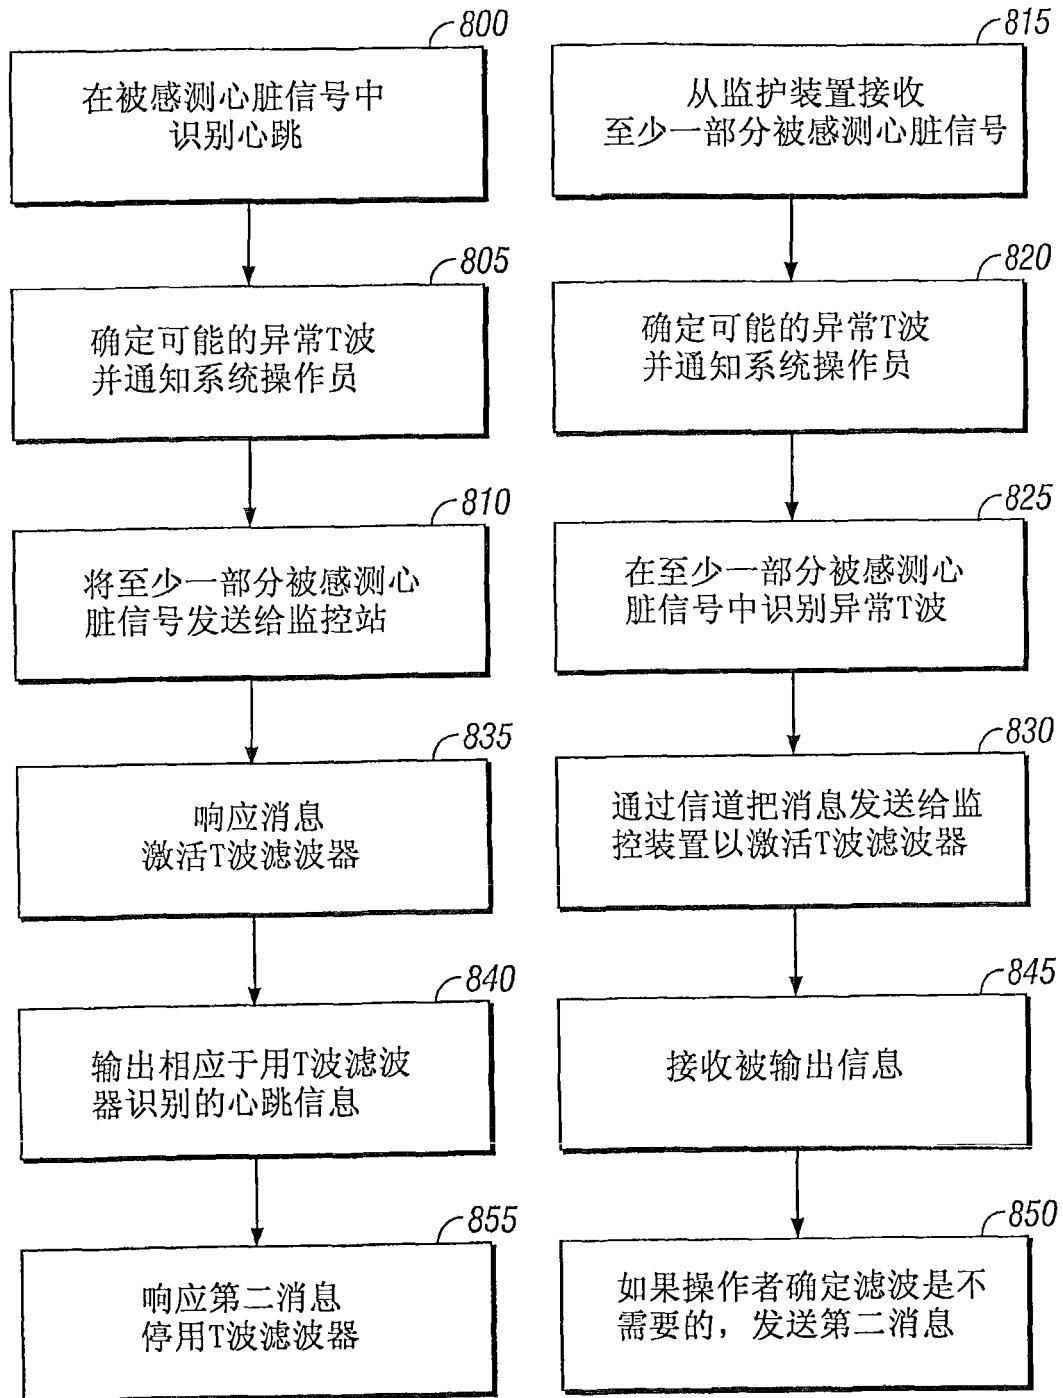 800
在被感测心脏信号中
识别心跳
805
确定可能的异常T波
并通知系统操作员
810
将至少一部分被感测心
脏信号发送给监控站
835
响应消息
激活T波滤波器
840
输出相应于用T波滤波
器识别的心跳信息
855
响应第二消息
停用T波滤波器
815
从监护装置接收
至少一部分被感测心脏信号
820
确定可能的异常T波
并通知系统操作员
825
在至少一部分被感测心
脏信号中识别异常T波
830
通过信道把消息发送给监
控装置以激活T波滤波器
845
接收被输出信息
850
如果操作者确定滤波是不
需要的，发送第二消息